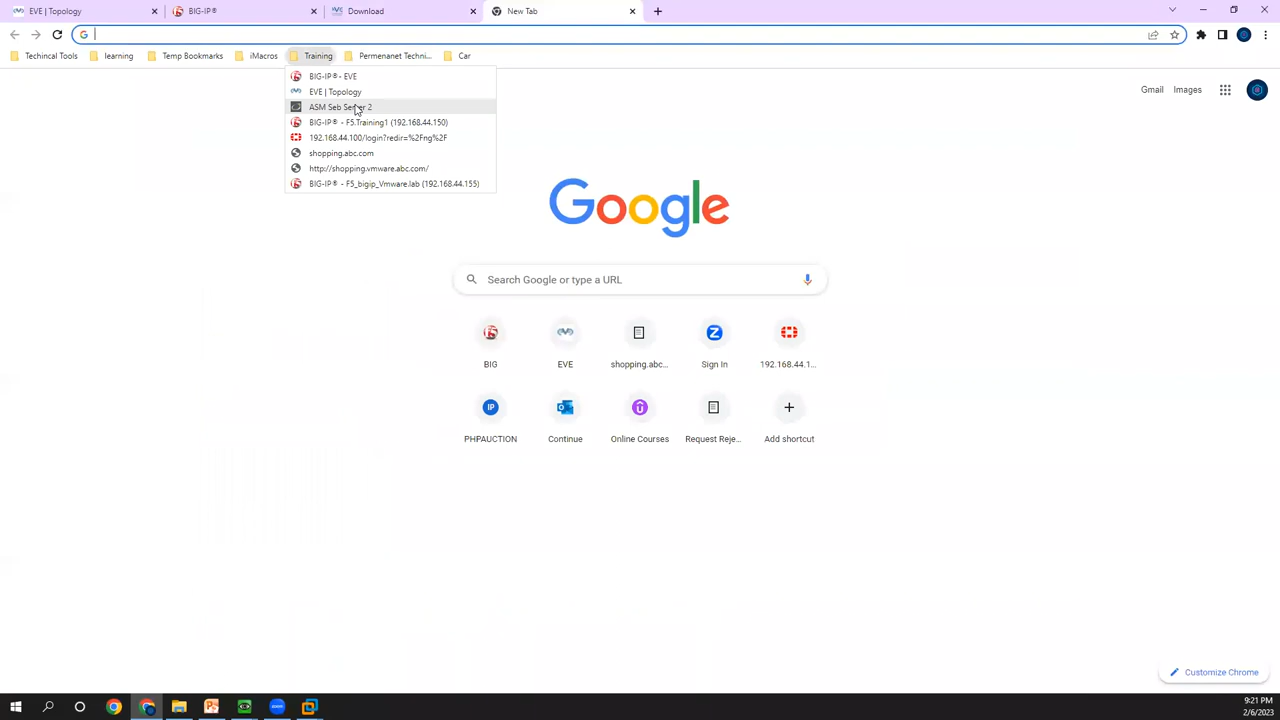 EVE | Topology
BIG-IP®
Download
New Tab
Techincal Tools
learning
Temp Bookmarks
iMacros
Training
Permenanet Techni...
Car
BIG-IP® - EVE
EVE | Topology
ASM Seb Server 2
BIG-IP® - F5.Training1 (192.168.44.150)
192.168.44.100/login?redir=%2Fng%2F
shopping.abc.com
http://shopping.vmware.abc.com/
BIG-IP® - F5_bigip_Vmware.lab (192.168.44.155)
Gmail
Images
Google
Search Google or type a URL
BIG
EVE
shopping.abc...
Sign In
192.168.44.1...
PHPAUCTION
Continue
Online Courses
Request Reje...
Add shortcut
Customize Chrome
9:21 PM
2/6/2023